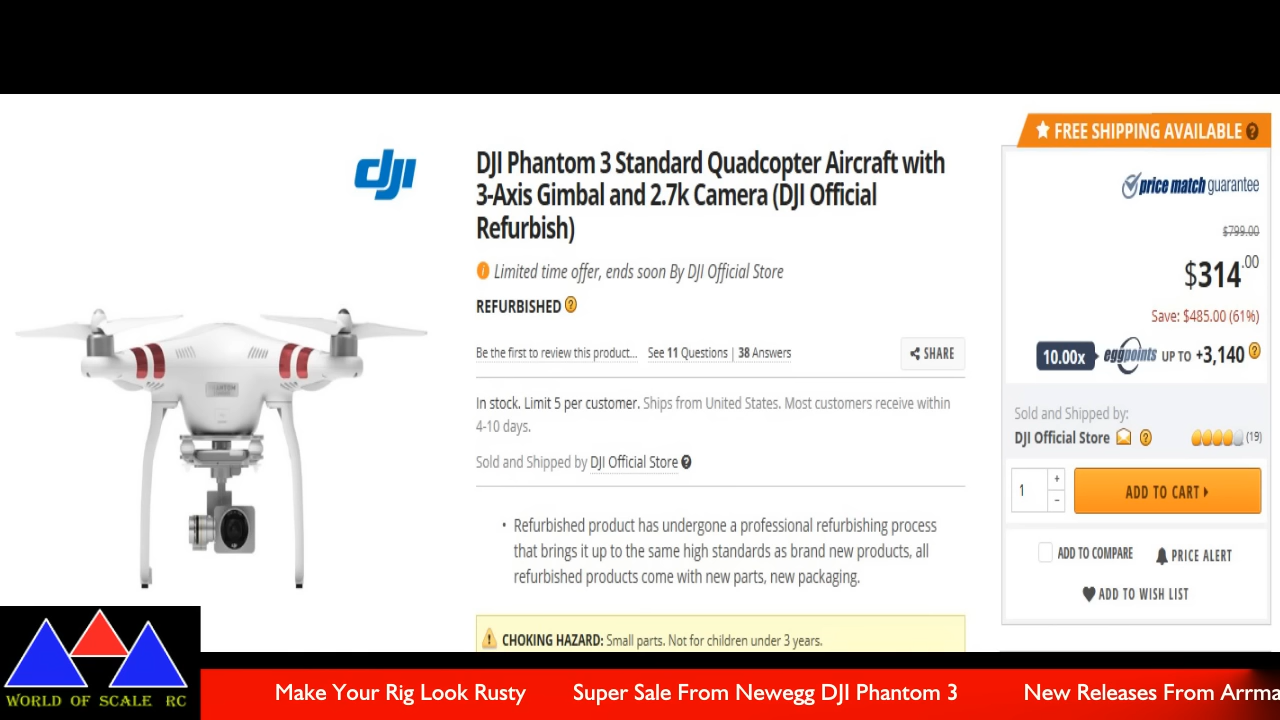 dji
DJI Phantom 3 Standard Quadcopter Aircraft with
3-Axis Gimbal and 2.7k Camera (DJI Official
Refurbish)
Limited time offer, ends soon By DJI Official Store
REFURBISHED ?
Be the first to review this product... See 11 Questions | 38 Answers
SHARE
In stock. Limit 5 per customer. Ships from United States. Most customers receive within
4-10 days.
Sold and Shipped by DJI Official Store ?
• Refurbished product has undergone a professional refurbishing process
that brings it up to the same high standards as brand new products, all
refurbished products come with new parts, new packaging.
CHOKING HAZARD: Small parts. Not for children under 3 years.
FREE SHIPPING AVAILABLE ?
price match guarantee
$799.00
$314.00
Save: $485.00 (61%)
10.00x eggpoints UP TO +3,140 ?
Sold and Shipped by:
DJI Official Store ? (19)
1 + -
ADD TO CART
ADD TO COMPARE
PRICE ALERT
ADD TO WISH LIST
WORLD OF SCALE RC
Make Your Rig Look Rusty Super Sale From Newegg DJI Phantom 3 New Releases From Arrma